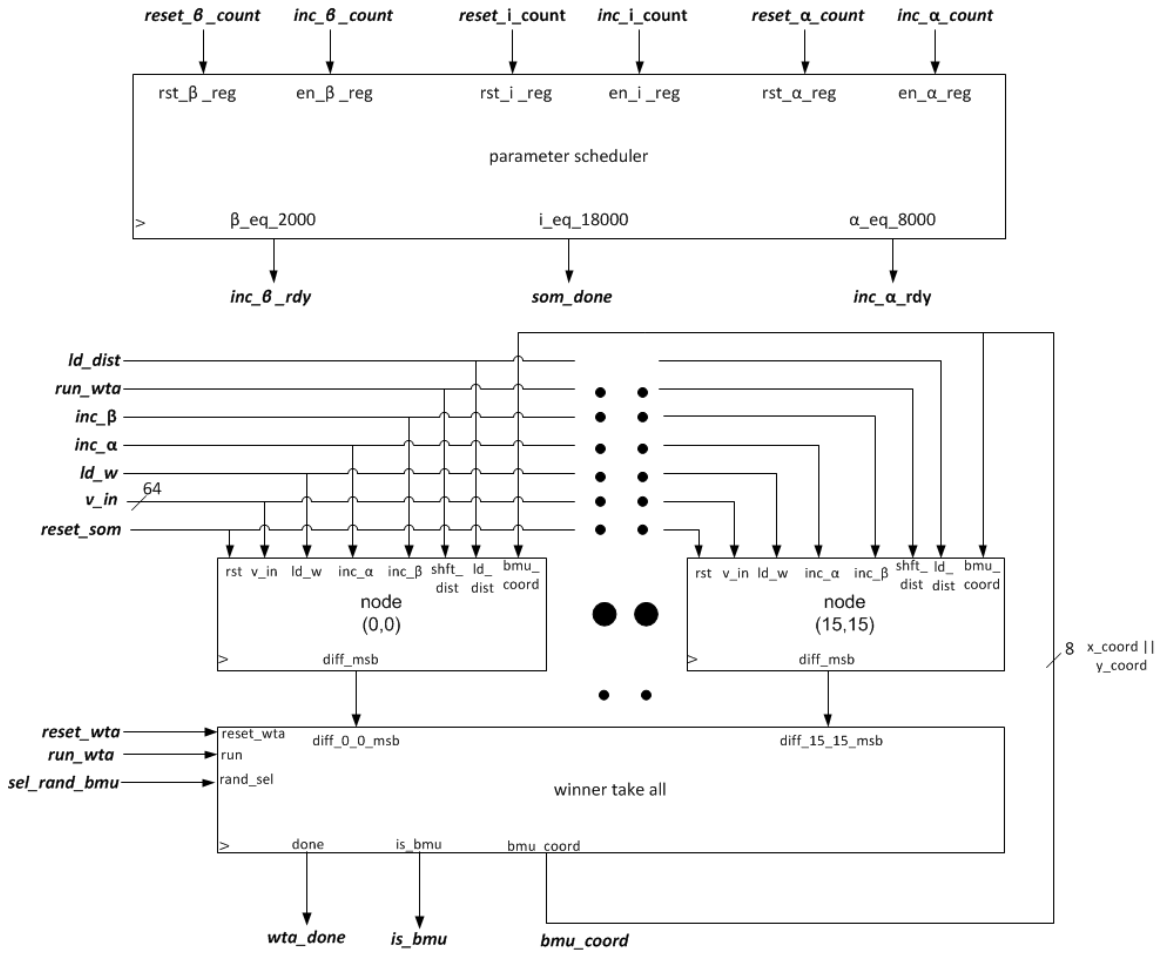 reset_β_count inc_β_count reset_i_count inc_i_count reset_α_count inc_α_count
rst_β_reg en_β_reg rst_i_reg en_i_reg rst_α_reg en_α_reg
parameter scheduler
> β_eq_2000 i_eq_18000 α_eq_8000
inc_β_rdy som_done inc_α_rdy
ld_dist
run_wta
inc_β
inc_α
ld_w
64
v_in
reset_som
rst v_in ld_w inc_α inc_β shft_ ld_ bmu_ rst v_in ld_w inc_α inc_β shft_ ld_ bmu_
dist dist coord dist dist coord
node node
(0,0) (15,15)
8 x_coord ||
y_coord
> diff_msb > diff_msb
reset_wta reset_wta diff_0_0_msb diff_15_15_msb
run_wta run
sel_rand_bmu rand_sel
winner take all
> done is_bmu bmu_coord
wta_done is_bmu bmu_coord